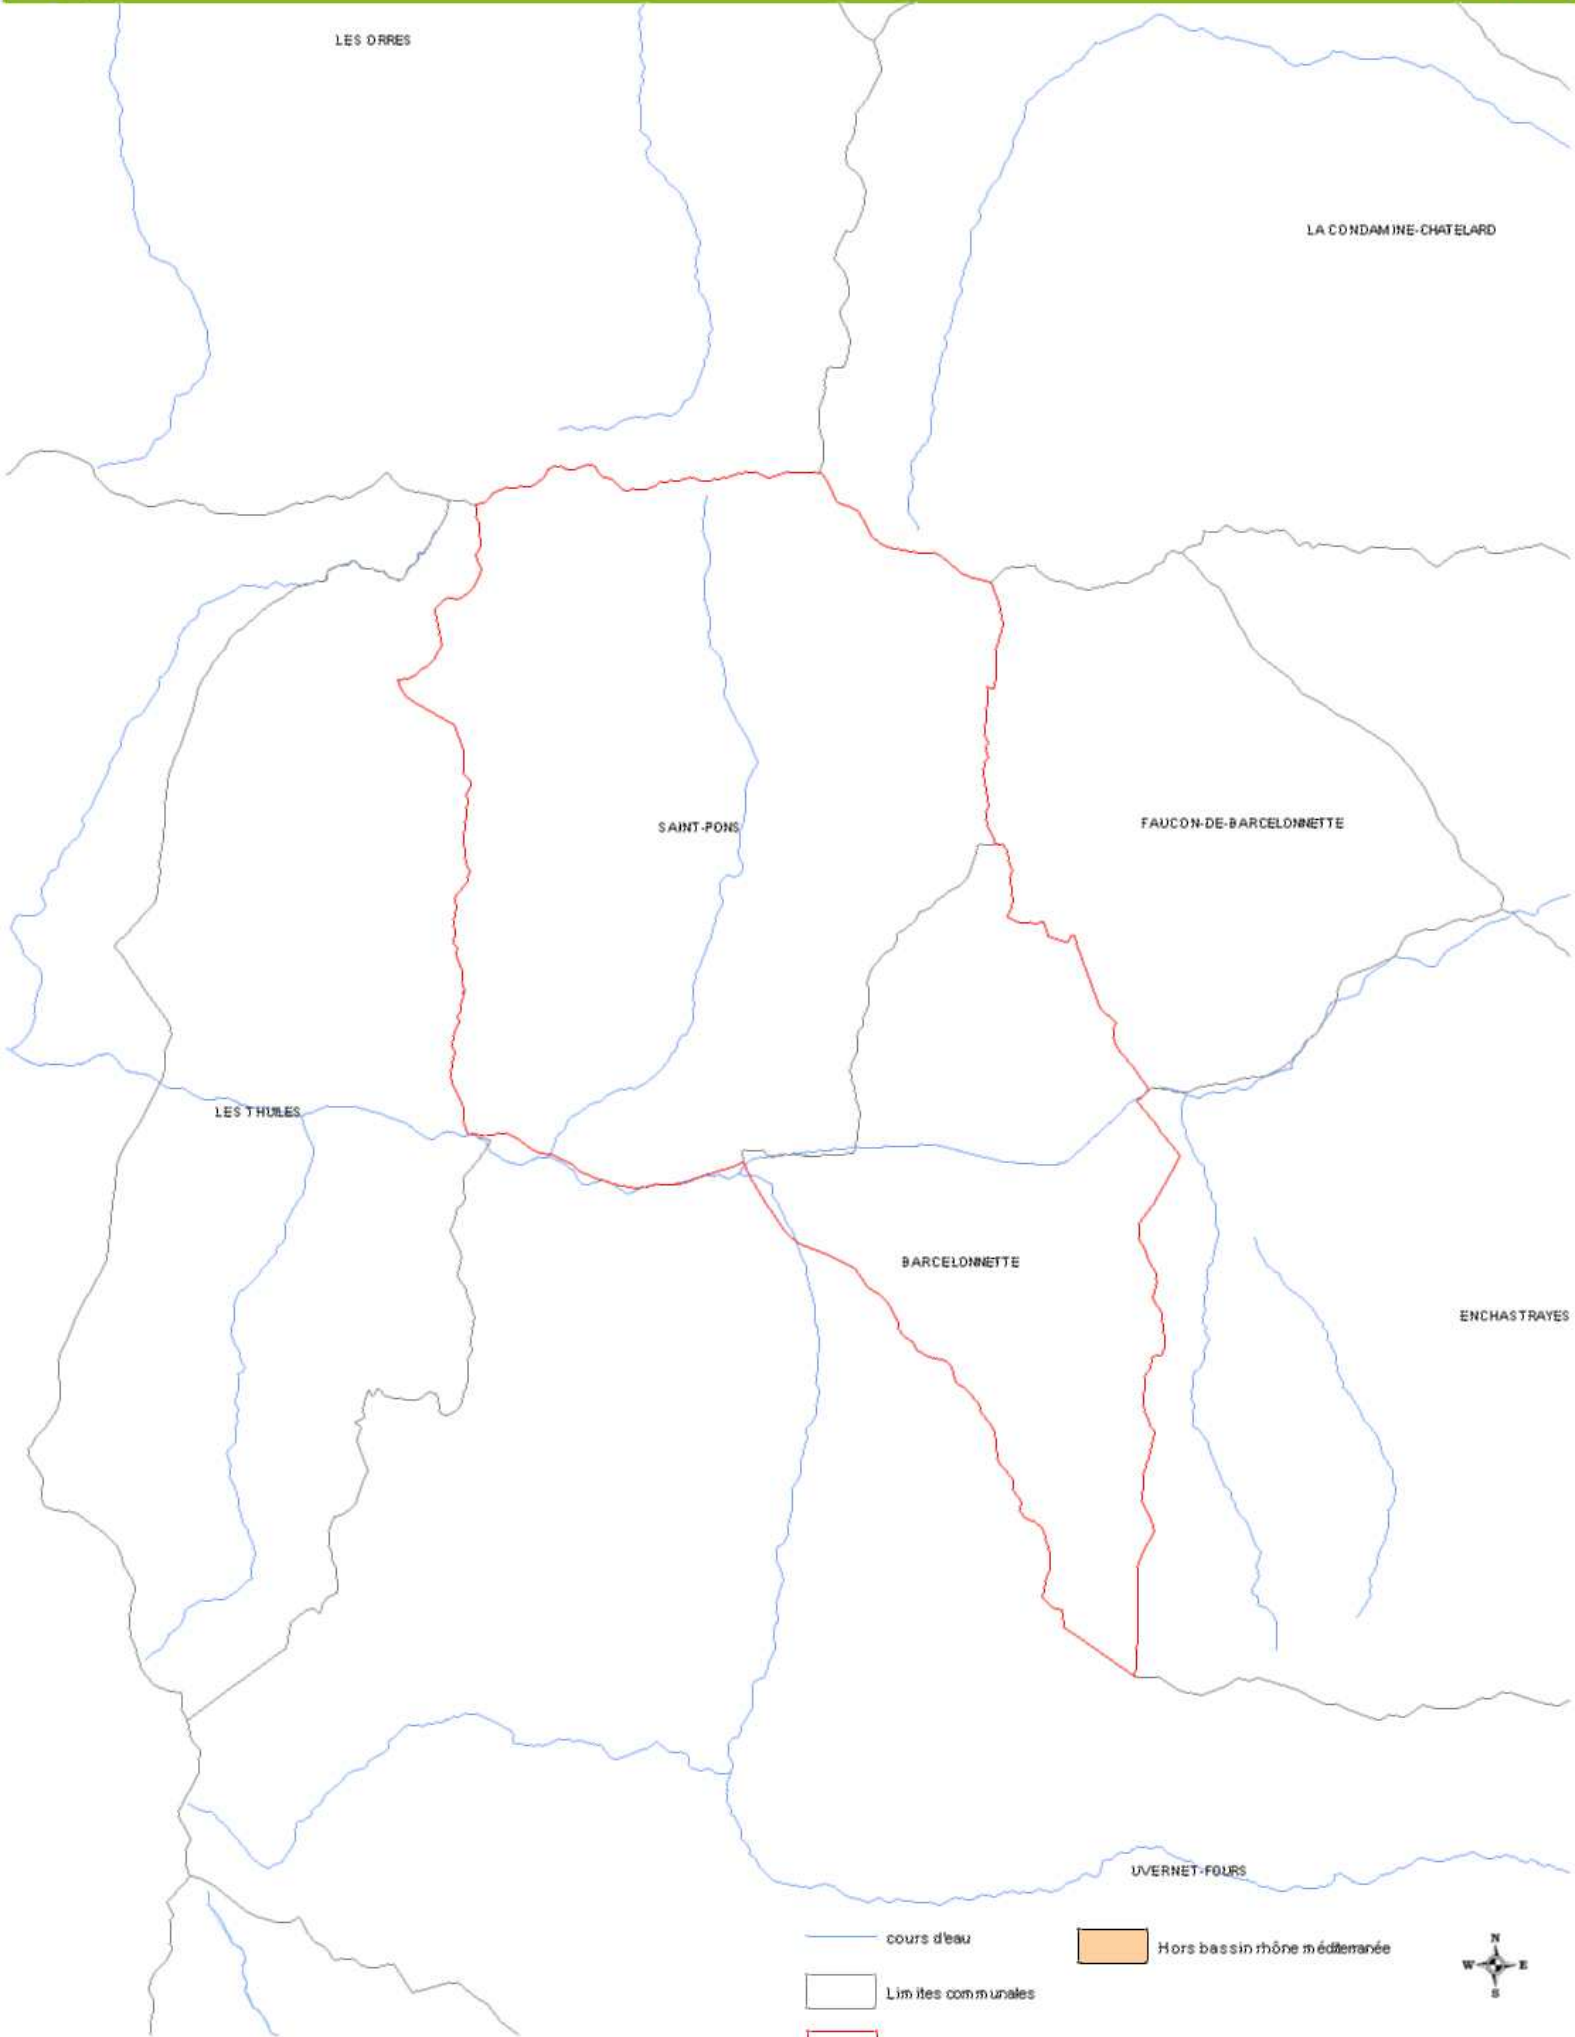 LES ORRES
LA CONDAMINE-CHATELARD
SAINT-PONS
FAUCON-DE-BARCELONNETTE
LES THUILES
BARCELONNETTE
ENCHASTRAYES
UVERNET-FOURS
cours d'eau
Hors bassin rhône méditerranée
Limites communales
N
W E
S